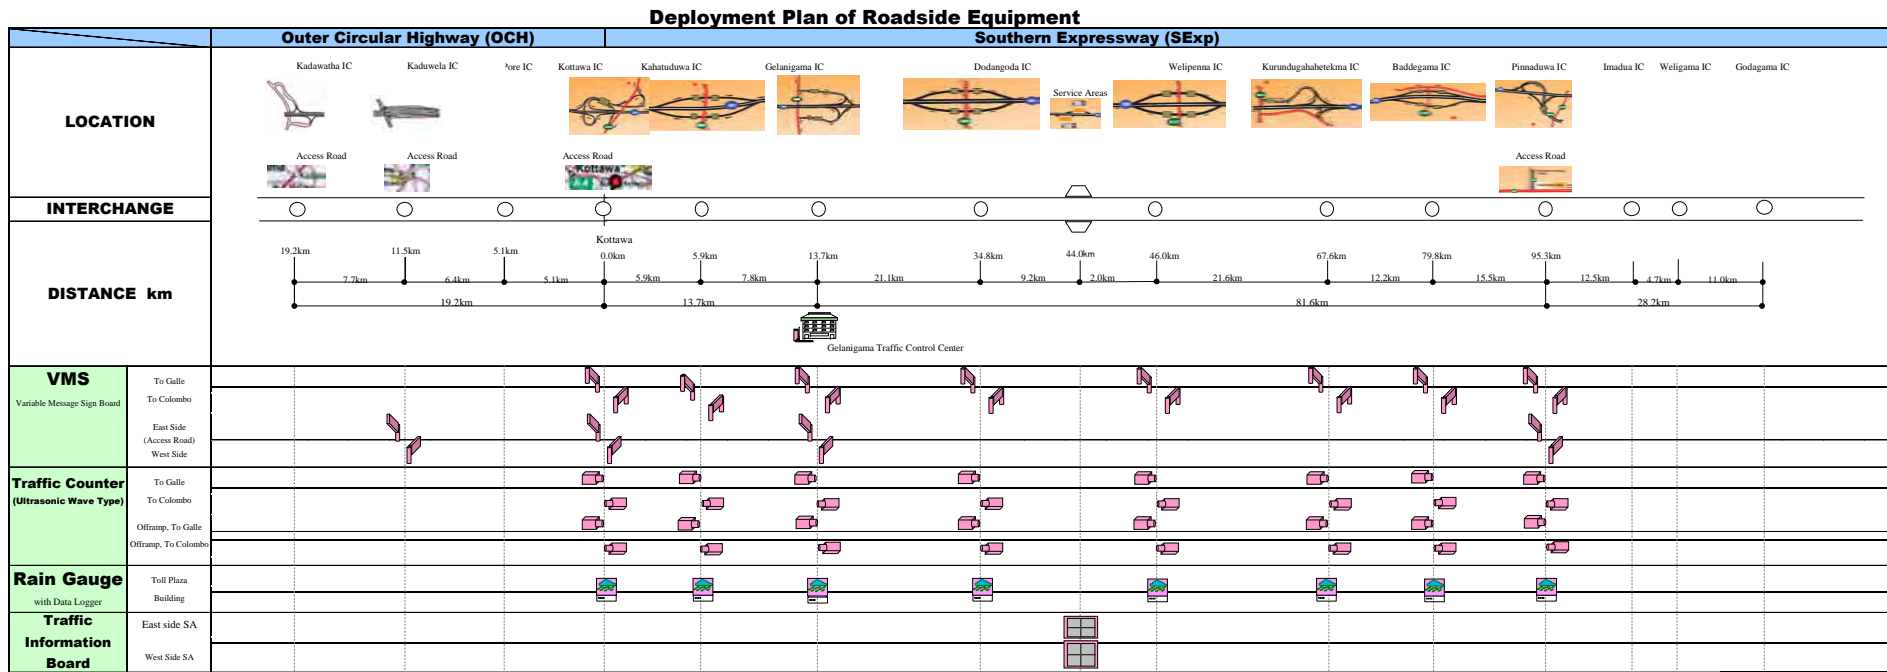 Deployment Plan of Roadside Equipment
Outer Circular Highway (OCH) Southern Expressway (SExp)
LOCATION
Kadawatha IC Kaduwela IC Pore IC Kottawa IC Kahatuduwa IC Gelanigama IC Dodangoda IC Welipenna IC Kurundugahahetekma IC Baddegama IC Pinnaduwa IC Imadua IC Weligama IC Godagama IC
Service Areas
Access Road Access Road Access Road Access Road
Kottawa
INTERCHANGE
DISTANCE km
Kottawa
19.2km 11.5km 5.1km 0.0km 5.9km 13.7km 34.8km 44.0km 46.0km 67.6km 79.8km 95.3km
7.7km 6.4km 5.1km 5.9km 7.8km 21.1km 9.2km 2.0km 21.6km 12.2km 15.5km 12.5km 4.7km 11.0km
19.2km 13.7km 81.6km 28.2km
Gelanigama Traffic Control Center
VMS
Variable Message Sign Board
To Galle
To Colombo
East Side
(Access Road)
West Side
Traffic Counter
(Ultrasonic Wave Type)
To Galle
To Colombo
Offramp, To Galle
Offramp, To Colombo
Rain Gauge
with Data Logger
Toll Plaza
Building
Traffic
Information
Board
East side SA
West Side SA